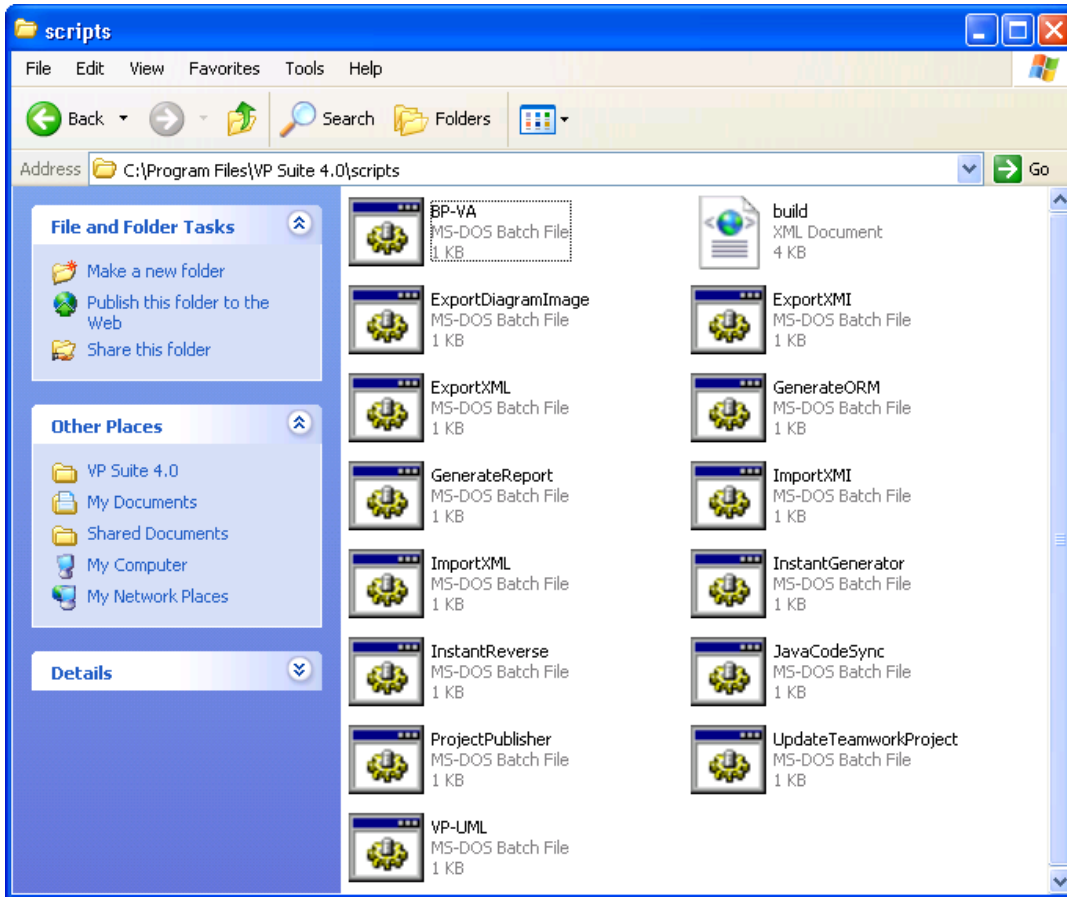 scripts
File Edit View Favorites Tools Help
Back Search Folders
Address C:\Program Files\VP Suite 4.0\scripts Go
File and Folder Tasks
Make a new folder
Publish this folder to the
Web
Share this folder
Other Places
VP Suite 4.0
My Documents
Shared Documents
My Computer
My Network Places
Details
BP-VA
MS-DOS Batch File
1 KB
build
XML Document
4 KB
ExportDiagramImage
MS-DOS Batch File
1 KB
ExportXMI
MS-DOS Batch File
1 KB
ExportXML
MS-DOS Batch File
1 KB
GenerateORM
MS-DOS Batch File
1 KB
GenerateReport
MS-DOS Batch File
1 KB
ImportXMI
MS-DOS Batch File
1 KB
ImportXML
MS-DOS Batch File
1 KB
InstantGenerator
MS-DOS Batch File
1 KB
InstantReverse
MS-DOS Batch File
1 KB
JavaCodeSync
MS-DOS Batch File
1 KB
ProjectPublisher
MS-DOS Batch File
1 KB
UpdateTeamworkProject
MS-DOS Batch File
1 KB
VP-UML
MS-DOS Batch File
1 KB